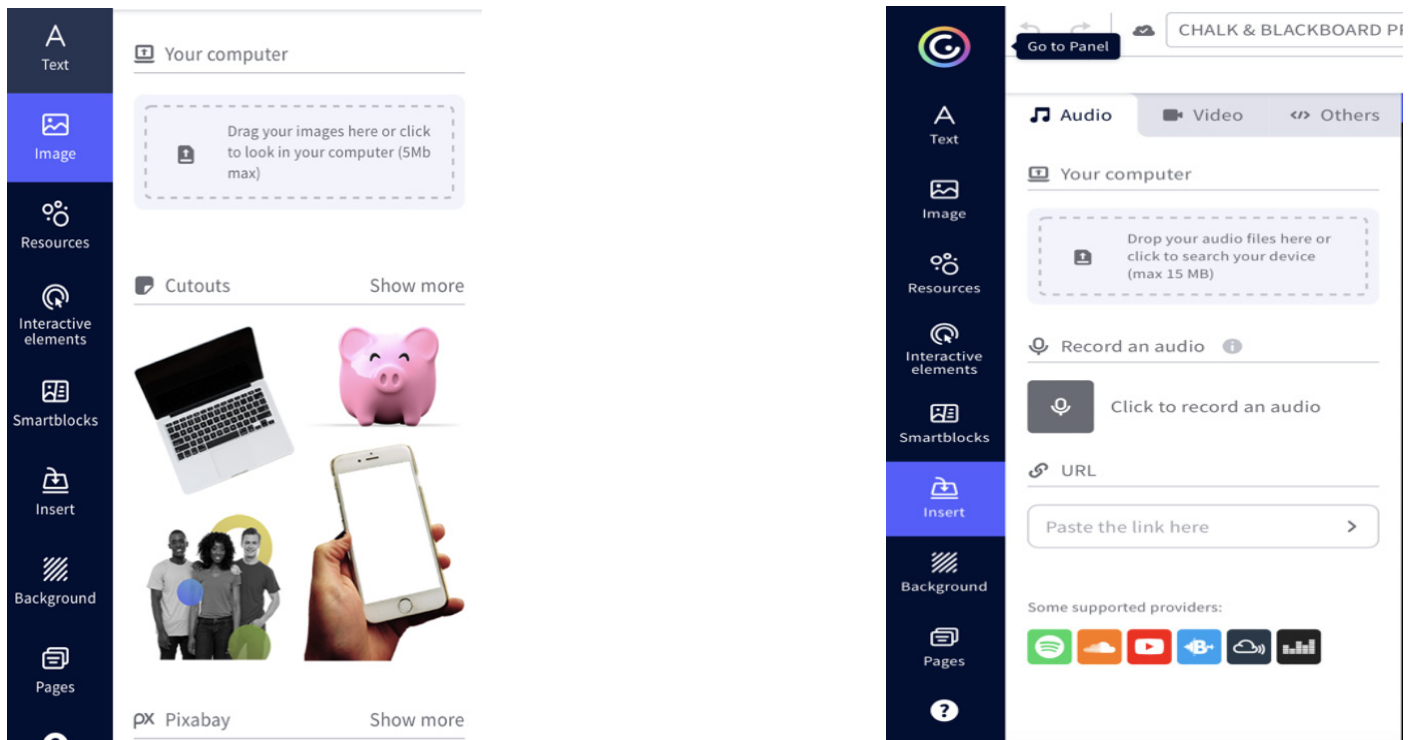 A
Text
Image
Resources
Interactive
elements
Smartblocks
Insert
Background
Pages
Your computer
Drag your images here or click
to look in your computer (5Mb
max)
Cutouts
Show more
px Pixabay
Show more
CHALK & BLACKBOARD
Go to Panel
A
Text
Image
Resources
Interactive
elements
Smartblocks
Insert
Background
Pages
?
Audio
Video
</> Others
Your computer
Drop your audio files here or
click to search your device
(max 15 MB)
Record an audio
i
Click to record an audio
URL
Paste the link here
Some supported providers:
B